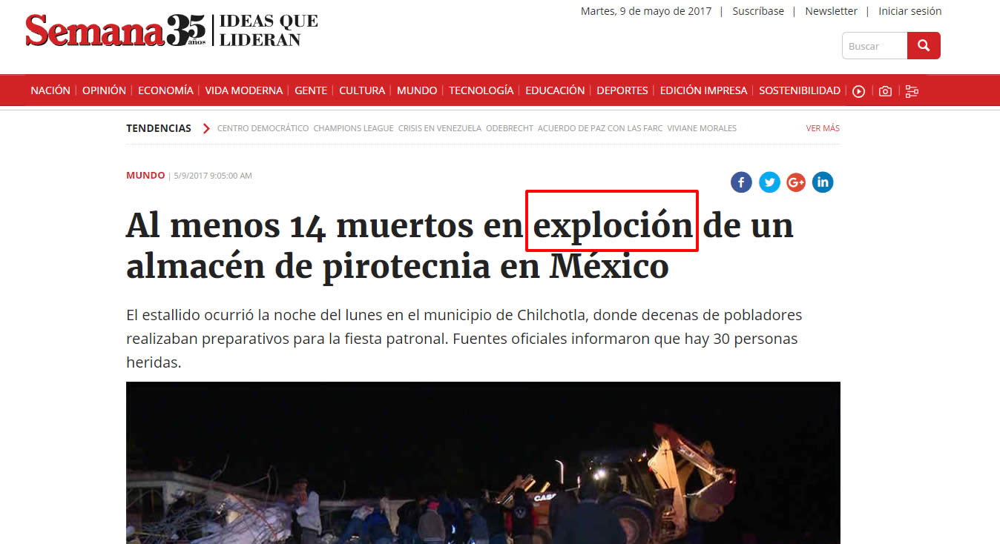 Martes, 9 de mayo de 2017 | Suscríbase | Newsletter | Iniciar sesión
Semana 35 años | IDEAS QUE
LIDERAN
Buscar
NACIÓN | OPINIÓN | ECONOMÍA | VIDA MODERNA | GENTE | CULTURA | MUNDO | TECNOLOGÍA | EDUCACIÓN | DEPORTES | EDICIÓN IMPRESA | SOSTENIBILIDAD
TENDENCIAS CENTRO DEMOCRÁTICO CHAMPIONS LEAGUE CRISIS EN VENEZUELA ODEBRECHT ACUERDO DE PAZ CON LAS FARC VIVIANE MORALES VER MÁS
MUNDO | 5/9/2017 9:05:00 AM
f G+ in
Al menos 14 muertos en exploción de un
almacén de pirotecnia en México
El estallido ocurrió la noche del lunes en el municipio de Chilchotla, donde decenas de pobladores
realizaban preparativos para la fiesta patronal. Fuentes oficiales informaron que hay 30 personas
heridas.
CASE